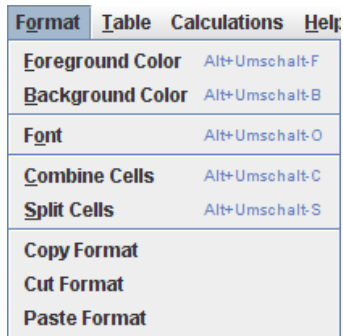 Format Table Calculations Help
Foreground Color Alt+Umschalt-F
Background Color Alt+Umschalt-B
Font Alt+Umschalt-O
Combine Cells Alt+Umschalt-C
Split Cells Alt+Umschalt-S
Copy Format
Cut Format
Paste Format